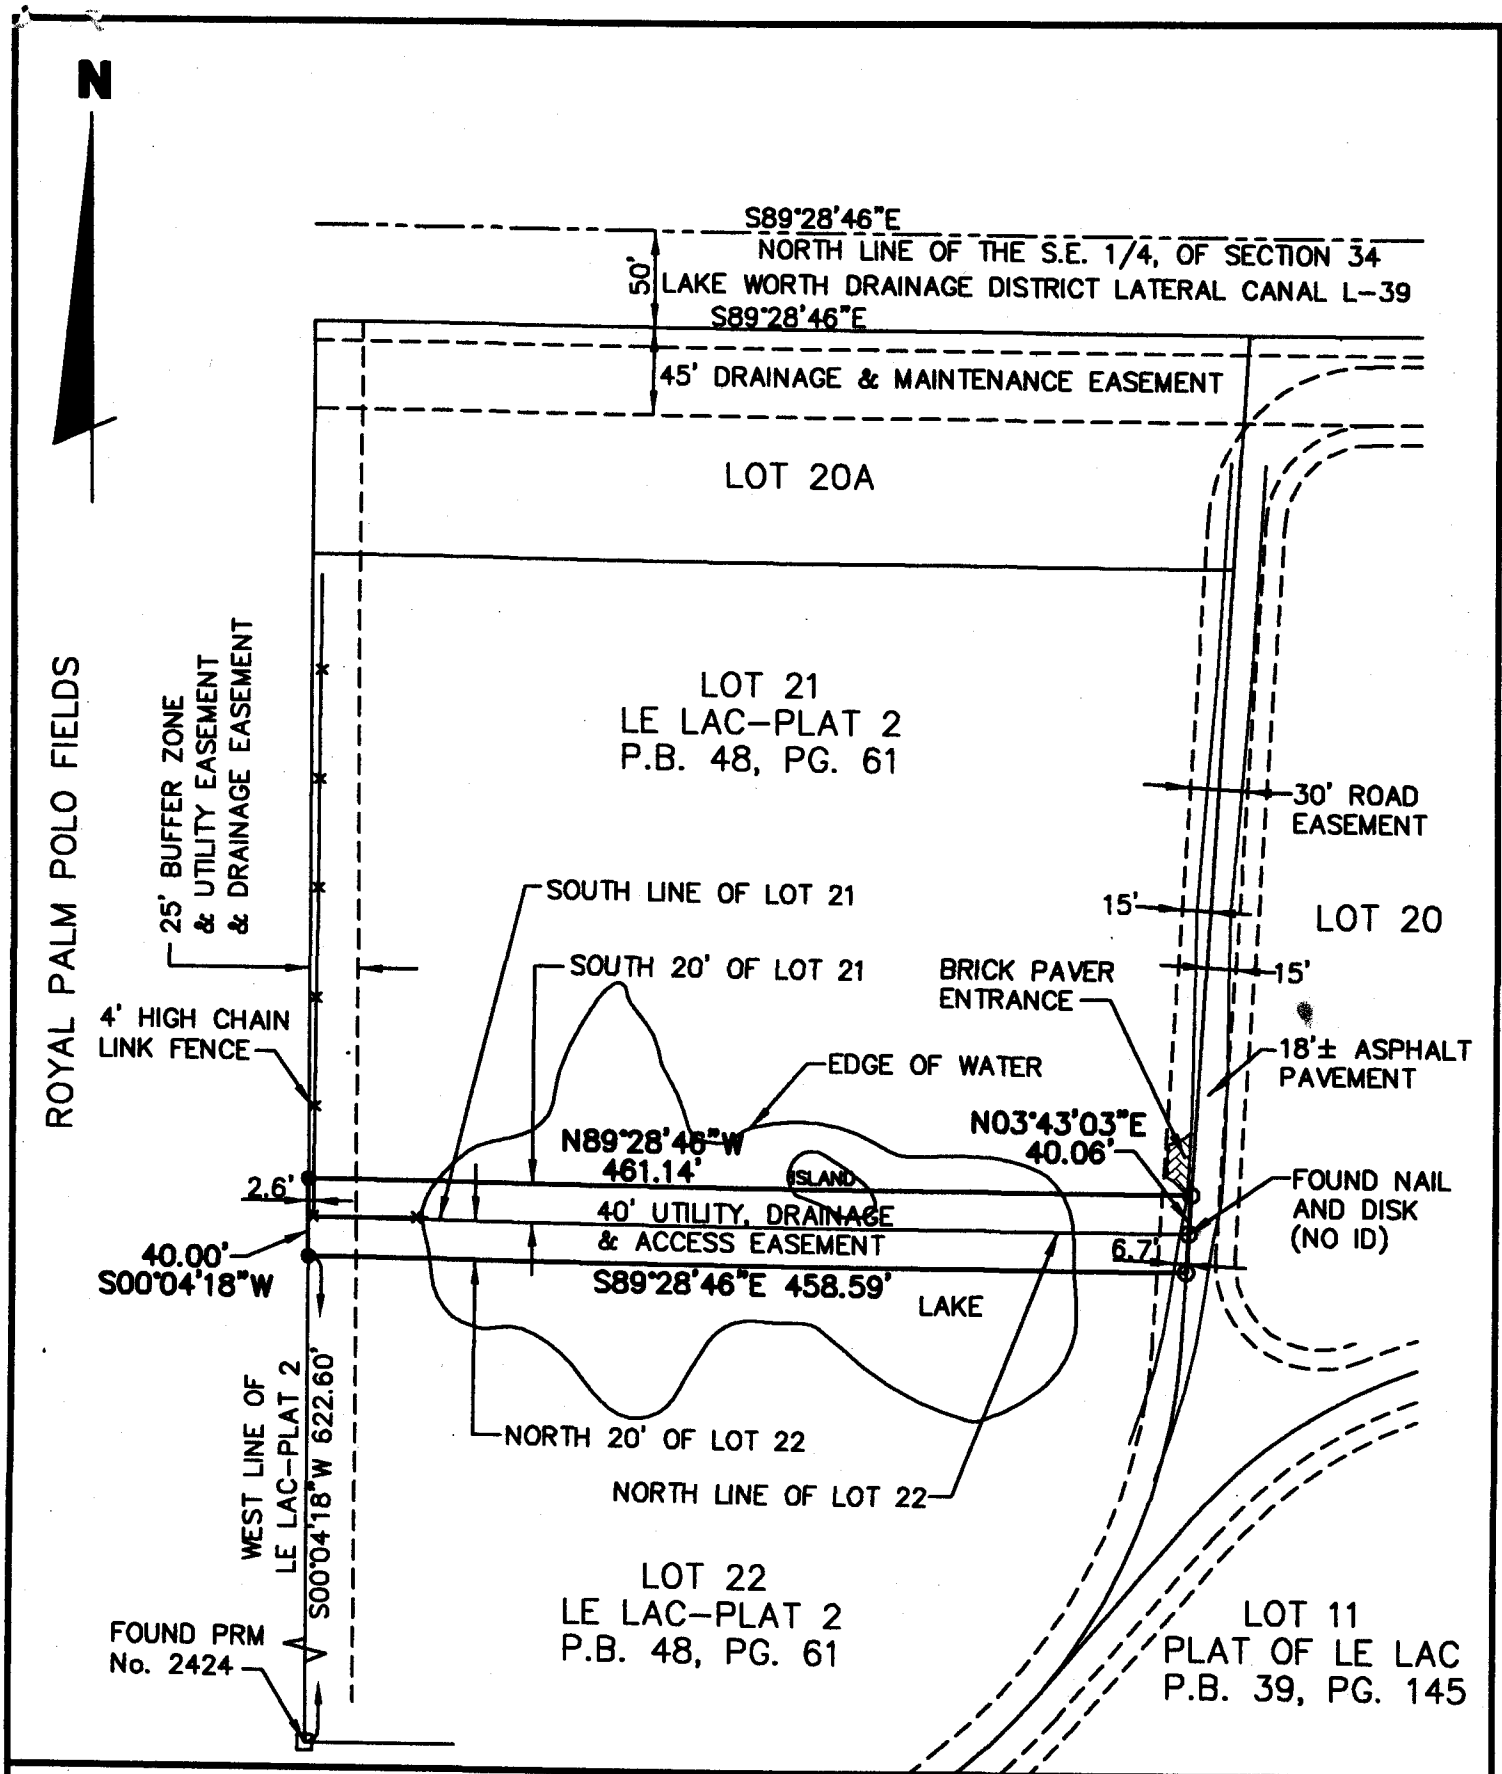 N
S89°28'46"E
NORTH LINE OF THE S.E. 1/4, OF SECTION 34
50'
LAKE WORTH DRAINAGE DISTRICT LATERAL CANAL L-39
S89°28'46"E
45' DRAINAGE & MAINTENANCE EASEMENT
LOT 20A
ROYAL PALM POLO FIELDS
25' BUFFER ZONE
& UTILITY EASEMENT
& DRAINAGE EASEMENT
LOT 21
LE LAC-PLAT 2
P.B. 48, PG. 61
30' ROAD
EASEMENT
SOUTH LINE OF LOT 21
15'
LOT 20
SOUTH 20' OF LOT 21
BRICK PAVER
ENTRANCE
15'
4' HIGH CHAIN
LINK FENCE
EDGE OF WATER
18'± ASPHALT
PAVEMENT
N89°28'46"W
461.14'
N03°43'03"E
40.06'
ISLAND
2.6'
FOUND NAIL
AND DISK
(NO ID)
40' UTILITY, DRAINAGE
& ACCESS EASEMENT
6.7'
40.00'
S00°04'18"W
S89°28'46"E 458.59'
LAKE
WEST LINE OF
LE LAC-PLAT 2
S00°04'18"W 622.60'
NORTH 20' OF LOT 22
NORTH LINE OF LOT 22
LOT 22
LE LAC-PLAT 2
P.B. 48, PG. 61
FOUND PRM
No. 2424
LOT 11
PLAT OF LE LAC
P.B. 39, PG. 145